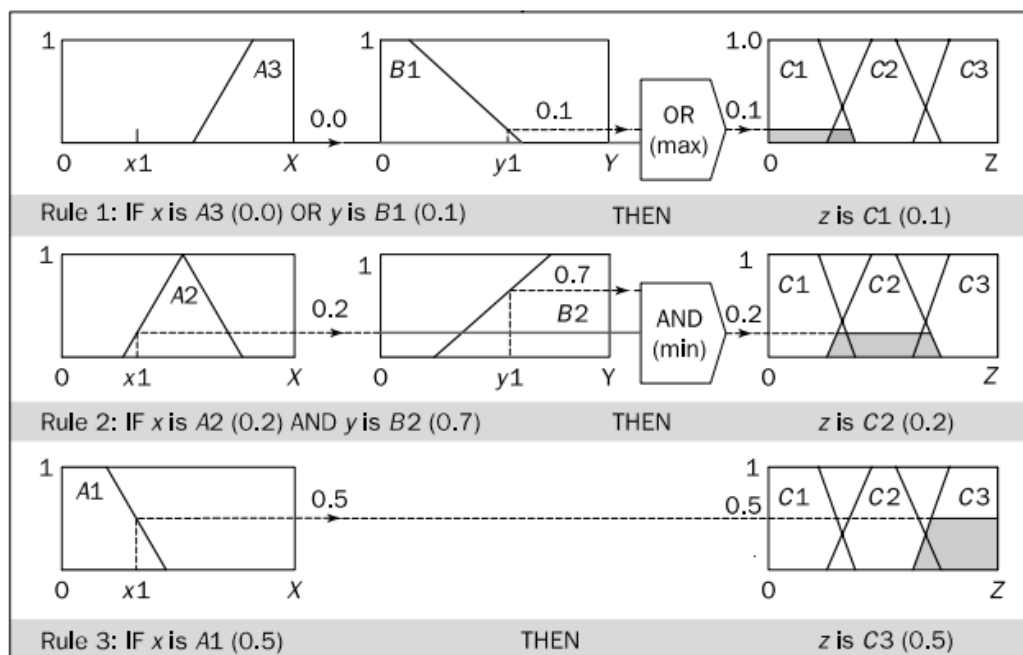 1 A3 1 B1 1.0 C1 C2 C3
0.0 0.1 OR (max) 0.1
0 x1 X 0 y1 Y 0 Z
Rule 1: IF x is A3 (0.0) OR y is B1 (0.1) THEN z is C1 (0.1)
1 A2 1 0.7 1 C1 C2 C3
0.2 B2 AND (min) 0.2
0 x1 X 0 y1 Y 0 Z
Rule 2: IF x is A2 (0.2) AND y is B2 (0.7) THEN z is C2 (0.2)
1 A1 0.5 1 C1 C2 C3
0.5
0 x1 X 0 Z
Rule 3: IF x is A1 (0.5) THEN z is C3 (0.5)